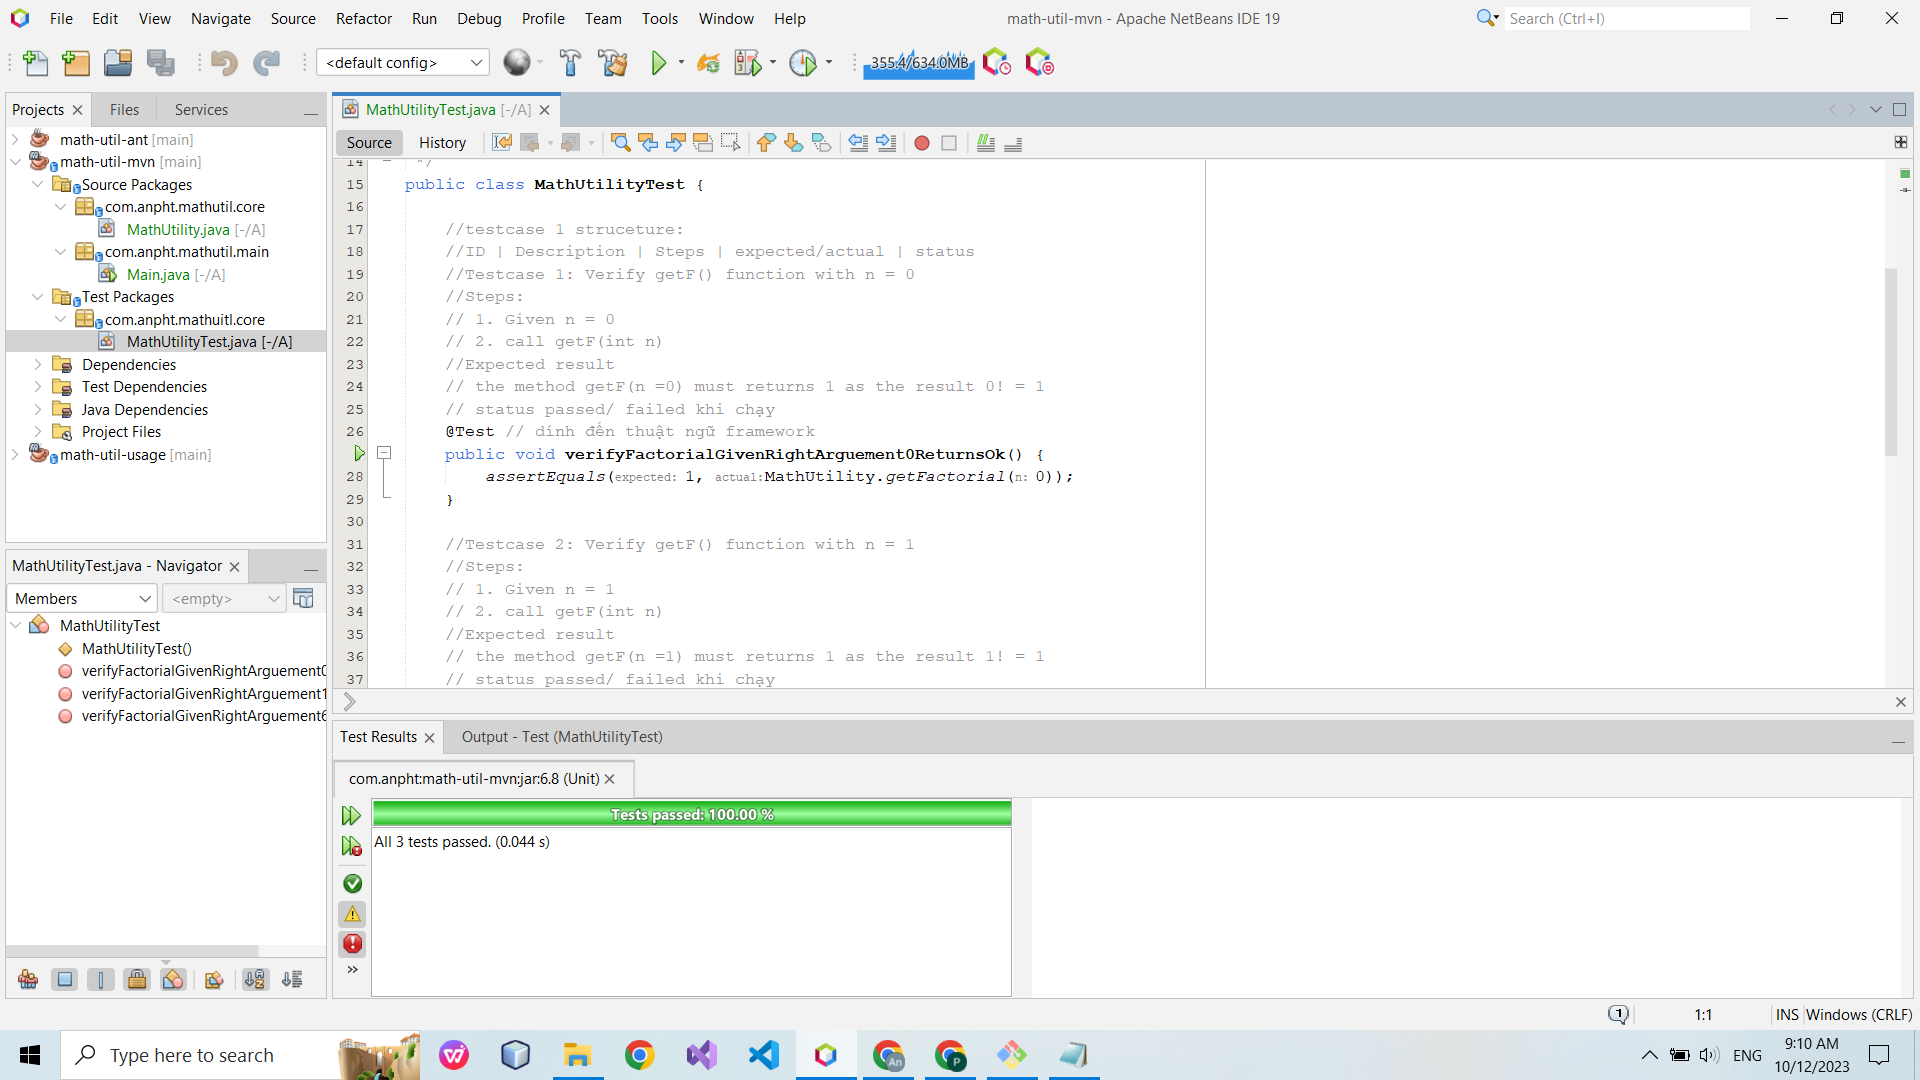 File Edit View Navigate Source Refactor Run Debug Profile Team Tools Window Help
math-util-mvn - Apache NetBeans IDE 19
Search (Ctrl+I)
<default config>
355.4/634.0MB
Projects Files Services
math-util-ant [main]
math-util-mvn [main]
Source Packages
com.anpht.mathutil.core
MathUtility.java [-/A]
com.anpht.mathutil.main
Main.java [-/A]
Test Packages
com.anpht.mathuitl.core
MathUtilityTest.java [-/A]
Dependencies
Test Dependencies
Java Dependencies
Project Files
math-util-usage [main]
MathUtilityTest.java - Navigator
Members <empty>
MathUtilityTest
MathUtilityTest()
verifyFactorialGivenRightArguement0
verifyFactorialGivenRightArguement1
verifyFactorialGivenRightArguement6
MathUtilityTest.java [-/A]
Source History
14 */
15 public class MathUtilityTest {
16
17 //testcase 1 struceture:
18 //ID | Description | Steps | expected/actual | status
19 //Testcase 1: Verify getF() function with n = 0
20 //Steps:
21 // 1. Given n = 0
22 // 2. call getF(int n)
23 //Expected result
24 // the method getF(n =0) must returns 1 as the result 0! = 1
25 // status passed/ failed khi chạy
26 @Test // dính đến thuật ngữ framework
public void verifyFactorialGivenRightArguement0ReturnsOk() {
28 assertEquals(expected: 1, actual:MathUtility.getFactorial(n: 0));
29 }
30
31 //Testcase 2: Verify getF() function with n = 1
32 //Steps:
33 // 1. Given n = 1
34 // 2. call getF(int n)
35 //Expected result
36 // the method getF(n =1) must returns 1 as the result 1! = 1
37 // status passed/ failed khi chạy
Test Results Output - Test (MathUtilityTest)
com.anpht:math-util-mvn:jar:6.8 (Unit)
Tests passed: 100.00 %
All 3 tests passed. (0.044 s)
1 1:1 INS Windows (CRLF)
Type here to search
ENG
9:10 AM
10/12/2023